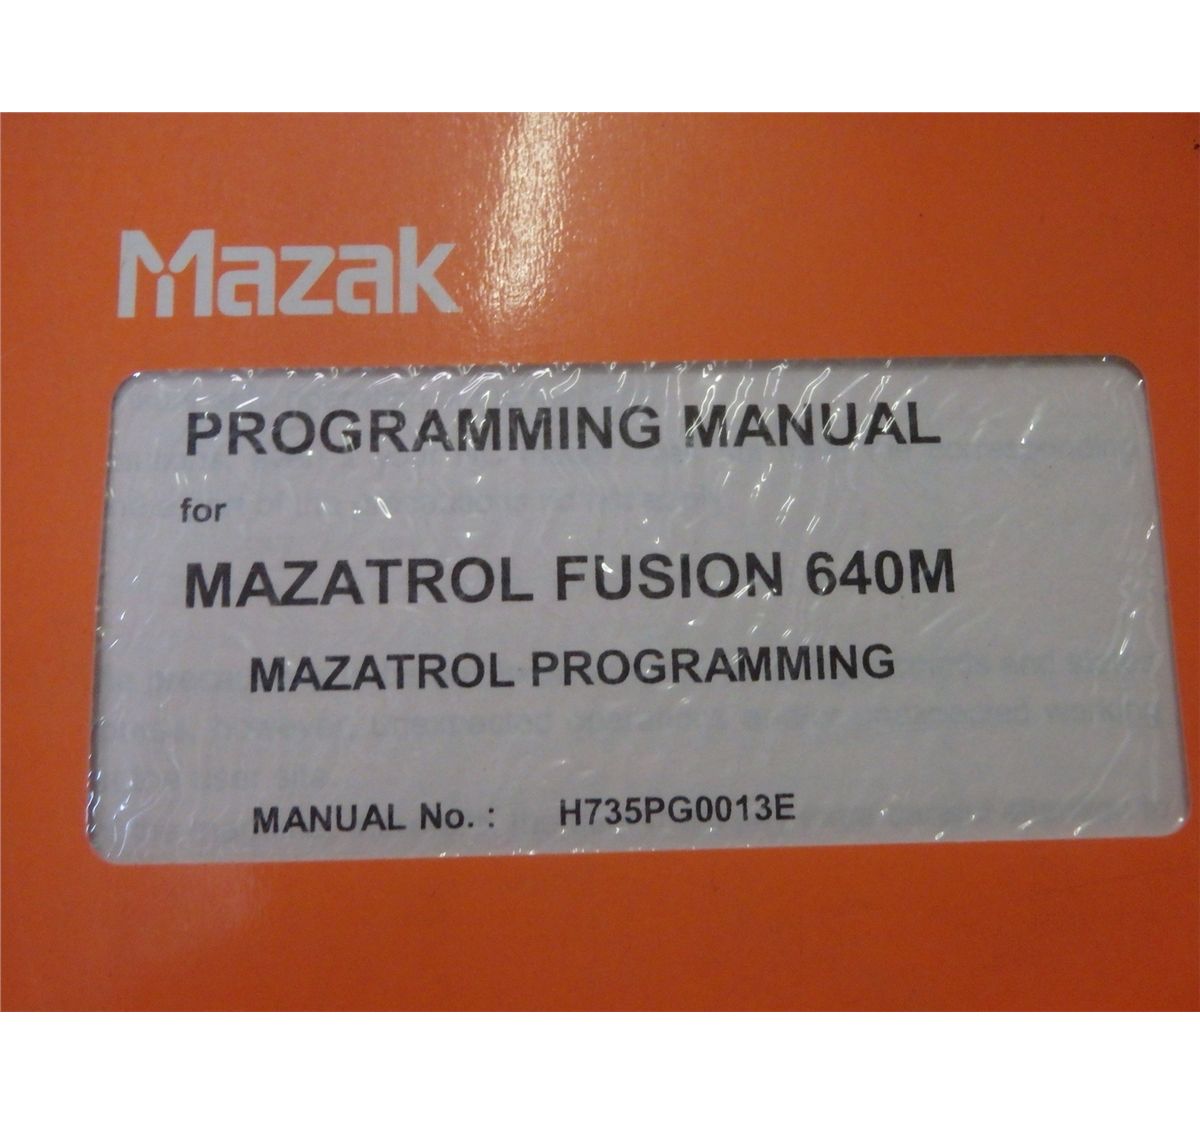 Mazak
PROGRAMMING MANUAL
for
MAZATROL FUSION 640M
MAZATROL PROGRAMMING
MANUAL No. : H735PG0013E